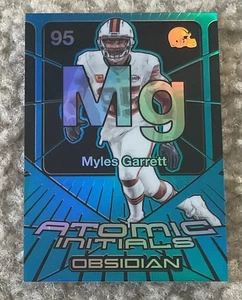 95
Mg
Myles Garrett
ATOMIC
INITIALS
OBSIDIAN